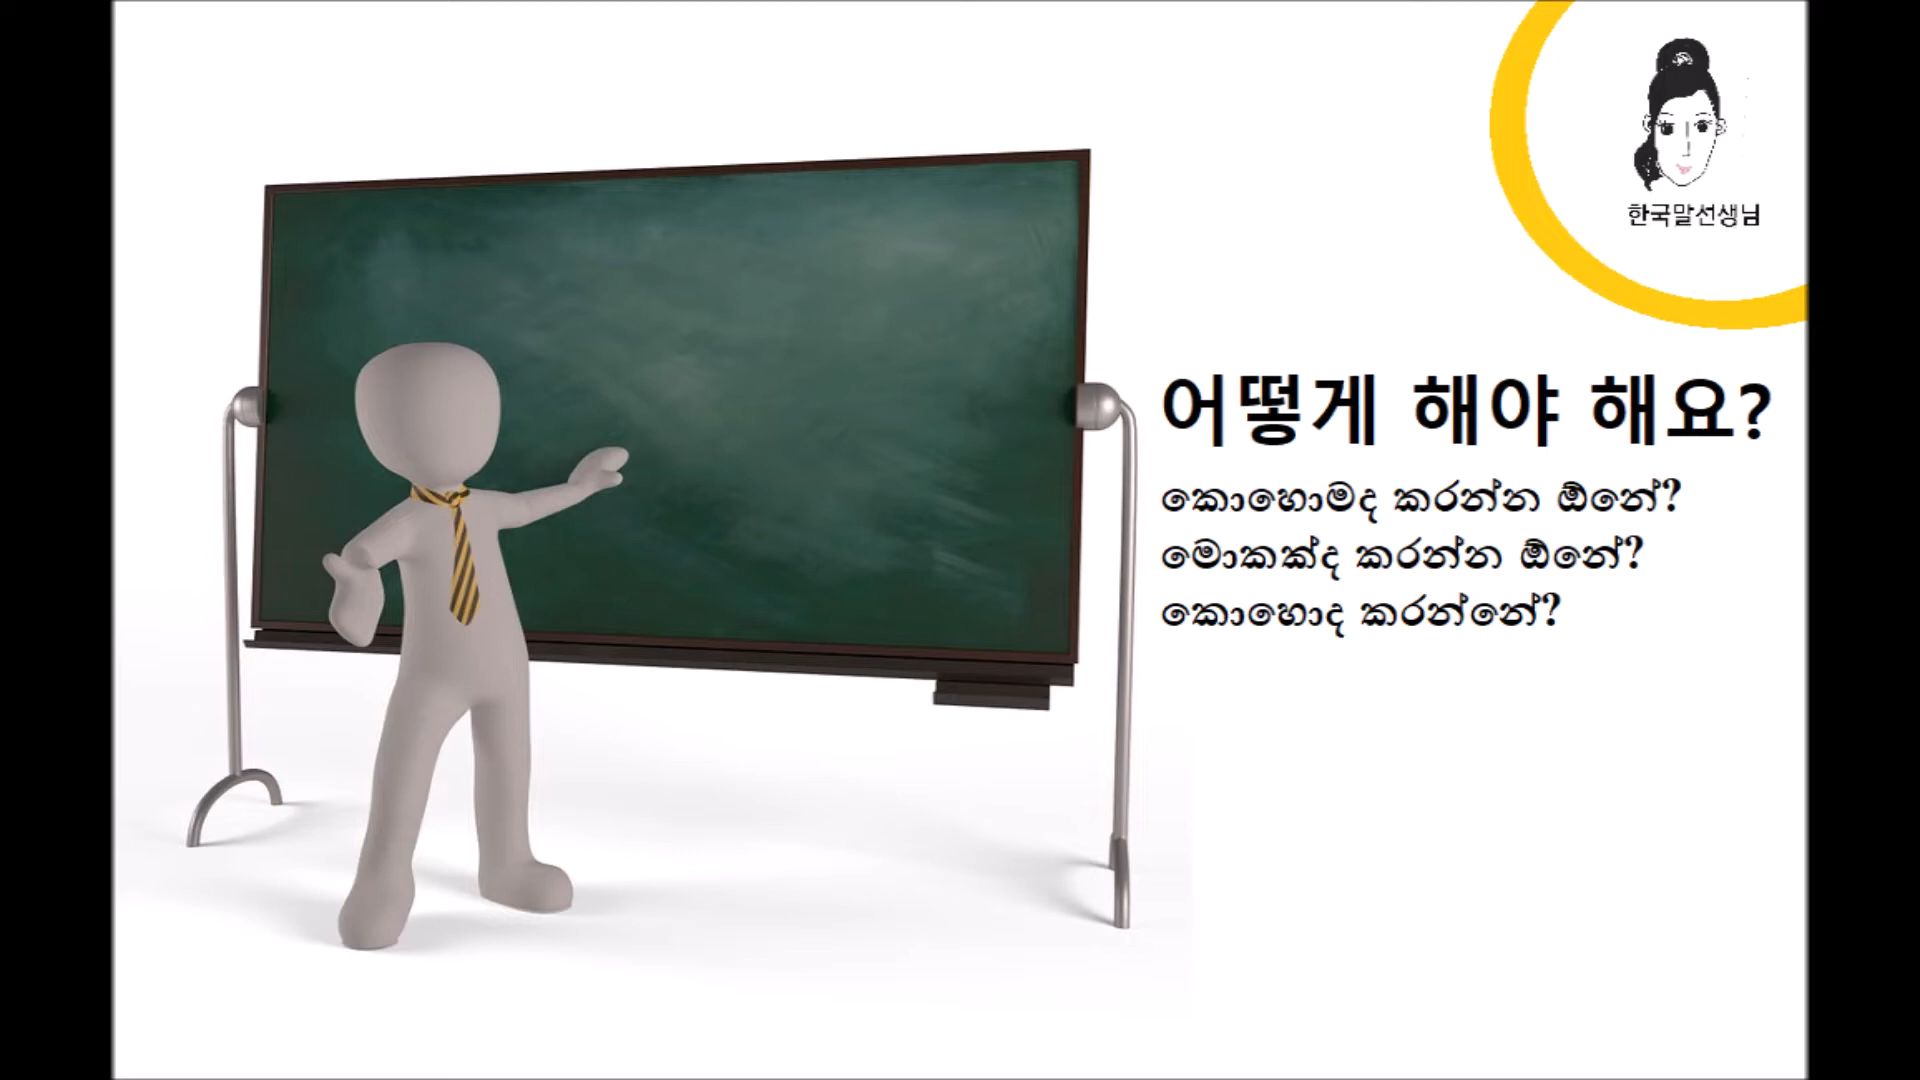 한국말선생님
어떻게 해야 해요?
කොහොමද කරන්න ඕනේ?
මොකක්ද කරන්න ඕනේ?
කොහොද කරන්නේ?